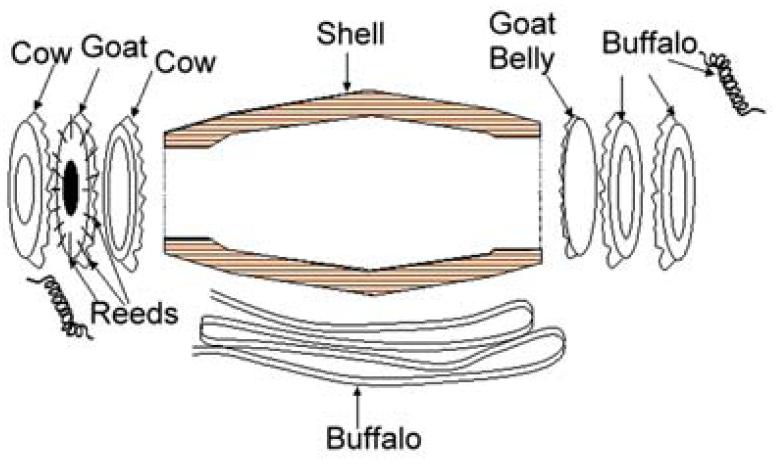 Cow
Goat
Cow
Shell
Goat
Belly
Buffalo
Reeds
Buffalo